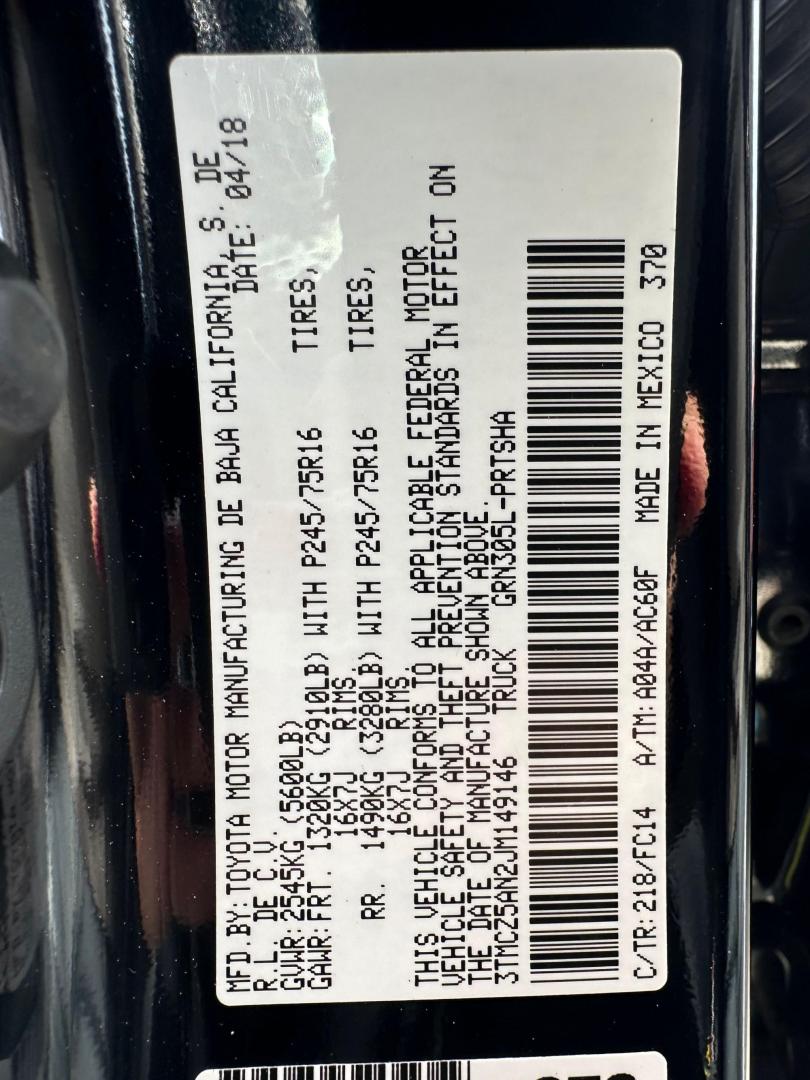 MFD.BY:TOYOTA MOTOR MANUFACTURING DE BAJA CALIFORNIA, S. DE
R.L. DE C.V. DATE: 04/18
GVWR:2545KG (5600LB)
GAWR:FRT. 1320KG (2910LB) WITH P245/75R16 TIRES,
16X7J RIMS.
RR. 1490KG (3280LB) WITH P245/75R16 TIRES,
16X7J RIMS.
THIS VEHICLE CONFORMS TO ALL APPLICABLE FEDERAL MOTOR
VEHICLE SAFETY AND THEFT PREVENTION STANDARDS IN EFFECT ON
THE DATE OF MANUFACTURE SHOWN ABOVE.
3TMCZ5AN2JM149146 TRUCK GRN305L-PRTSHA
C/TR:218/FC14 A/TM:A04A/AC60F MADE IN MEXICO 370